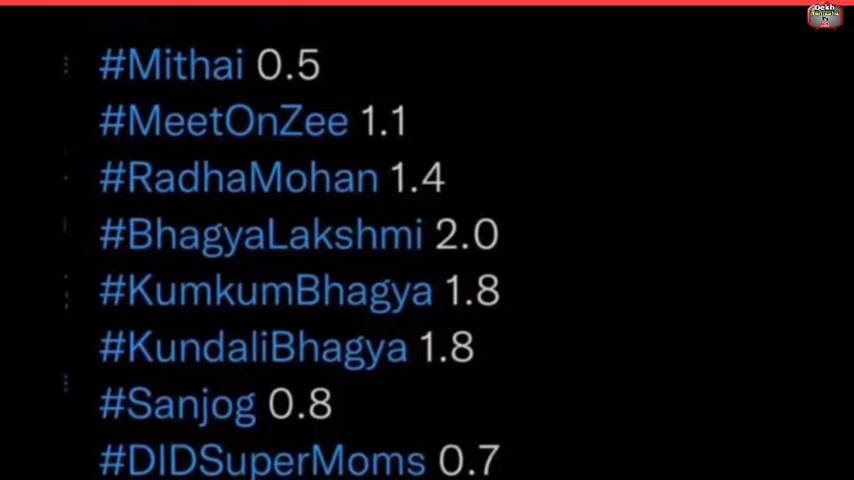 Dekh
#Mithai 0.5
#MeetOnZee 1.1
#RadhaMohan 1.4
#BhagyaLakshmi 2.0
#KumkumBhagya 1.8
#KundaliBhagya 1.8
#Sanjog 0.8
#DIDSuperMoms 0.7